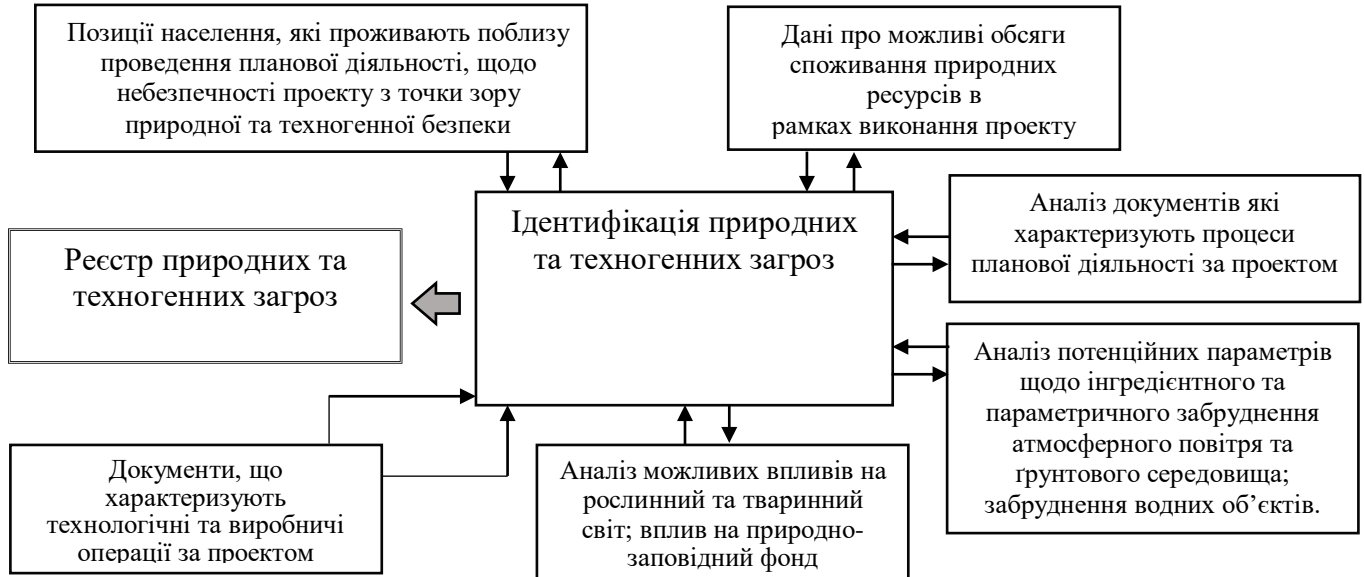 Позиції населення, які проживають поблизу
проведення планової діяльності, щодо
небезпечності проекту з точки зору
природної та техногенної безпеки
Дані про можливі обсяги
споживання природних
ресурсів в
рамках виконання проекту
Ідентифікація природних
та техногенних загроз
Аналіз документів які
характеризують процеси
планової діяльності за проектом
Реєстр природних та
техногенних загроз
Аналіз потенційних параметрів
щодо інгредієнтного та
параметричного забруднення
атмосферного повітря та
ґрунтового середовища;
забруднення водних об’єктів.
Документи, що
характеризують
технологічні та виробничі
операції за проектом
Аналіз можливих впливів на
рослинний та тваринний
світ; вплив на природно-
заповідний фонд